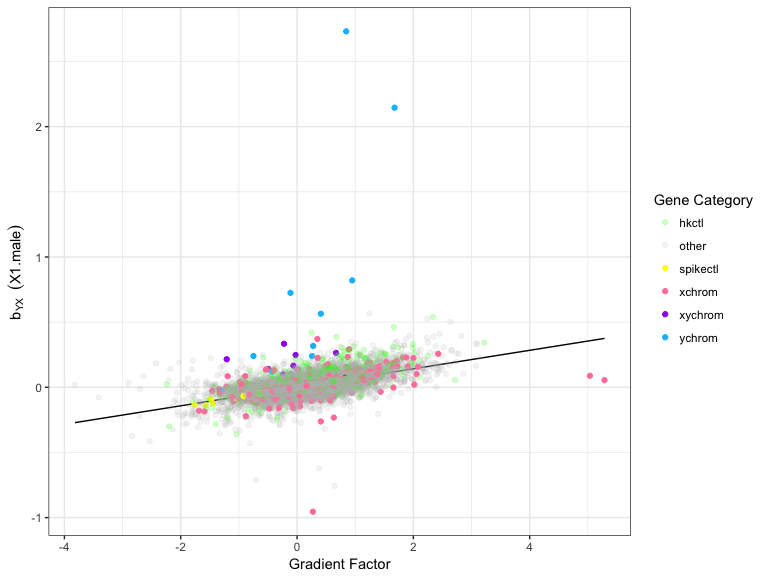 2
1
0
-1
-4
-2
0
2
4
Gradient Factor
bYX (X1.male)
Gene Category
hkctl
other
spikectl
xchrom
xychrom
ychrom